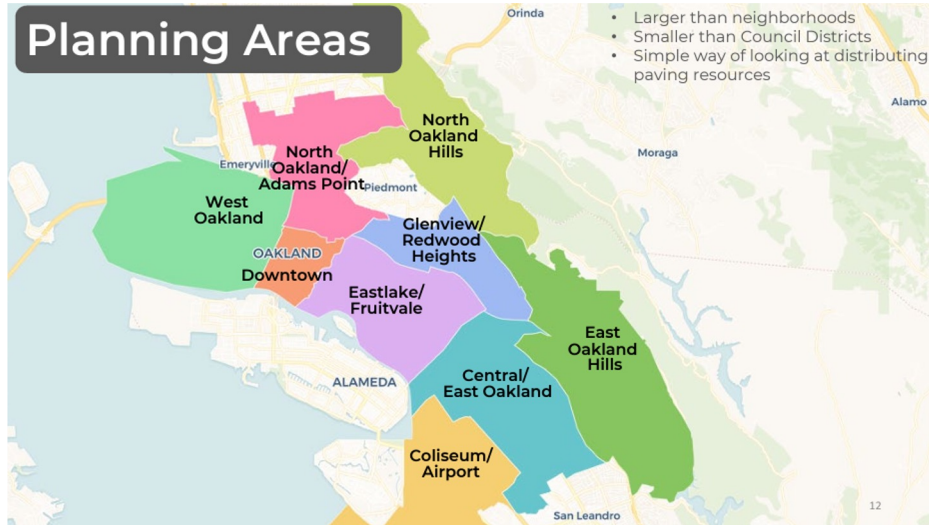 Planning Areas
• Larger than neighborhoods
• Smaller than Council Districts
• Simple way of looking at distributing
paving resources
Orinda
Alamo
North
Oakland
Hills
Moraga
North
Oakland/
Adams Point
Emeryville
Piedmont
West
Oakland
Glenview/
Redwood
Heights
OAKLAND
Downtown
Eastlake/
Fruitvale
East
Oakland
Hills
ALAMEDA
Central/
East Oakland
Coliseum/
Airport
San Leandro
12